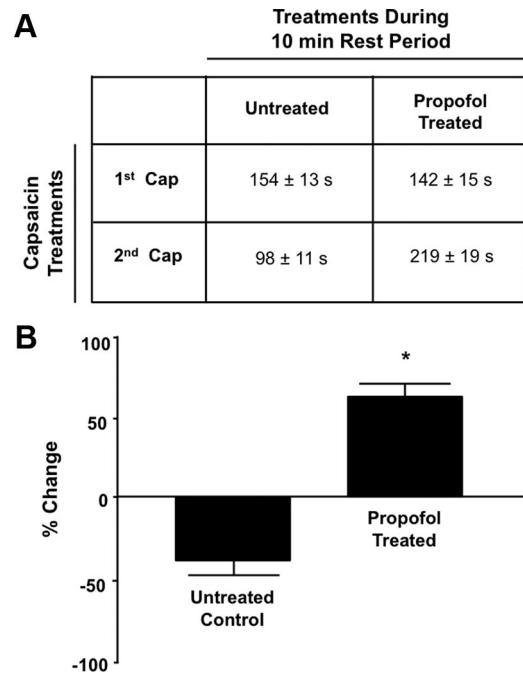 A
Treatments During
10 min Rest Period
Untreated
Propofol
Treated
Capsaicin
Treatments
1st Cap
154 ± 13 s
142 ± 15 s
2nd Cap
98 ± 11 s
219 ± 19 s
B
% Change
100
50
0
-50
-100
*
Propofol
Treated
Untreated
Control